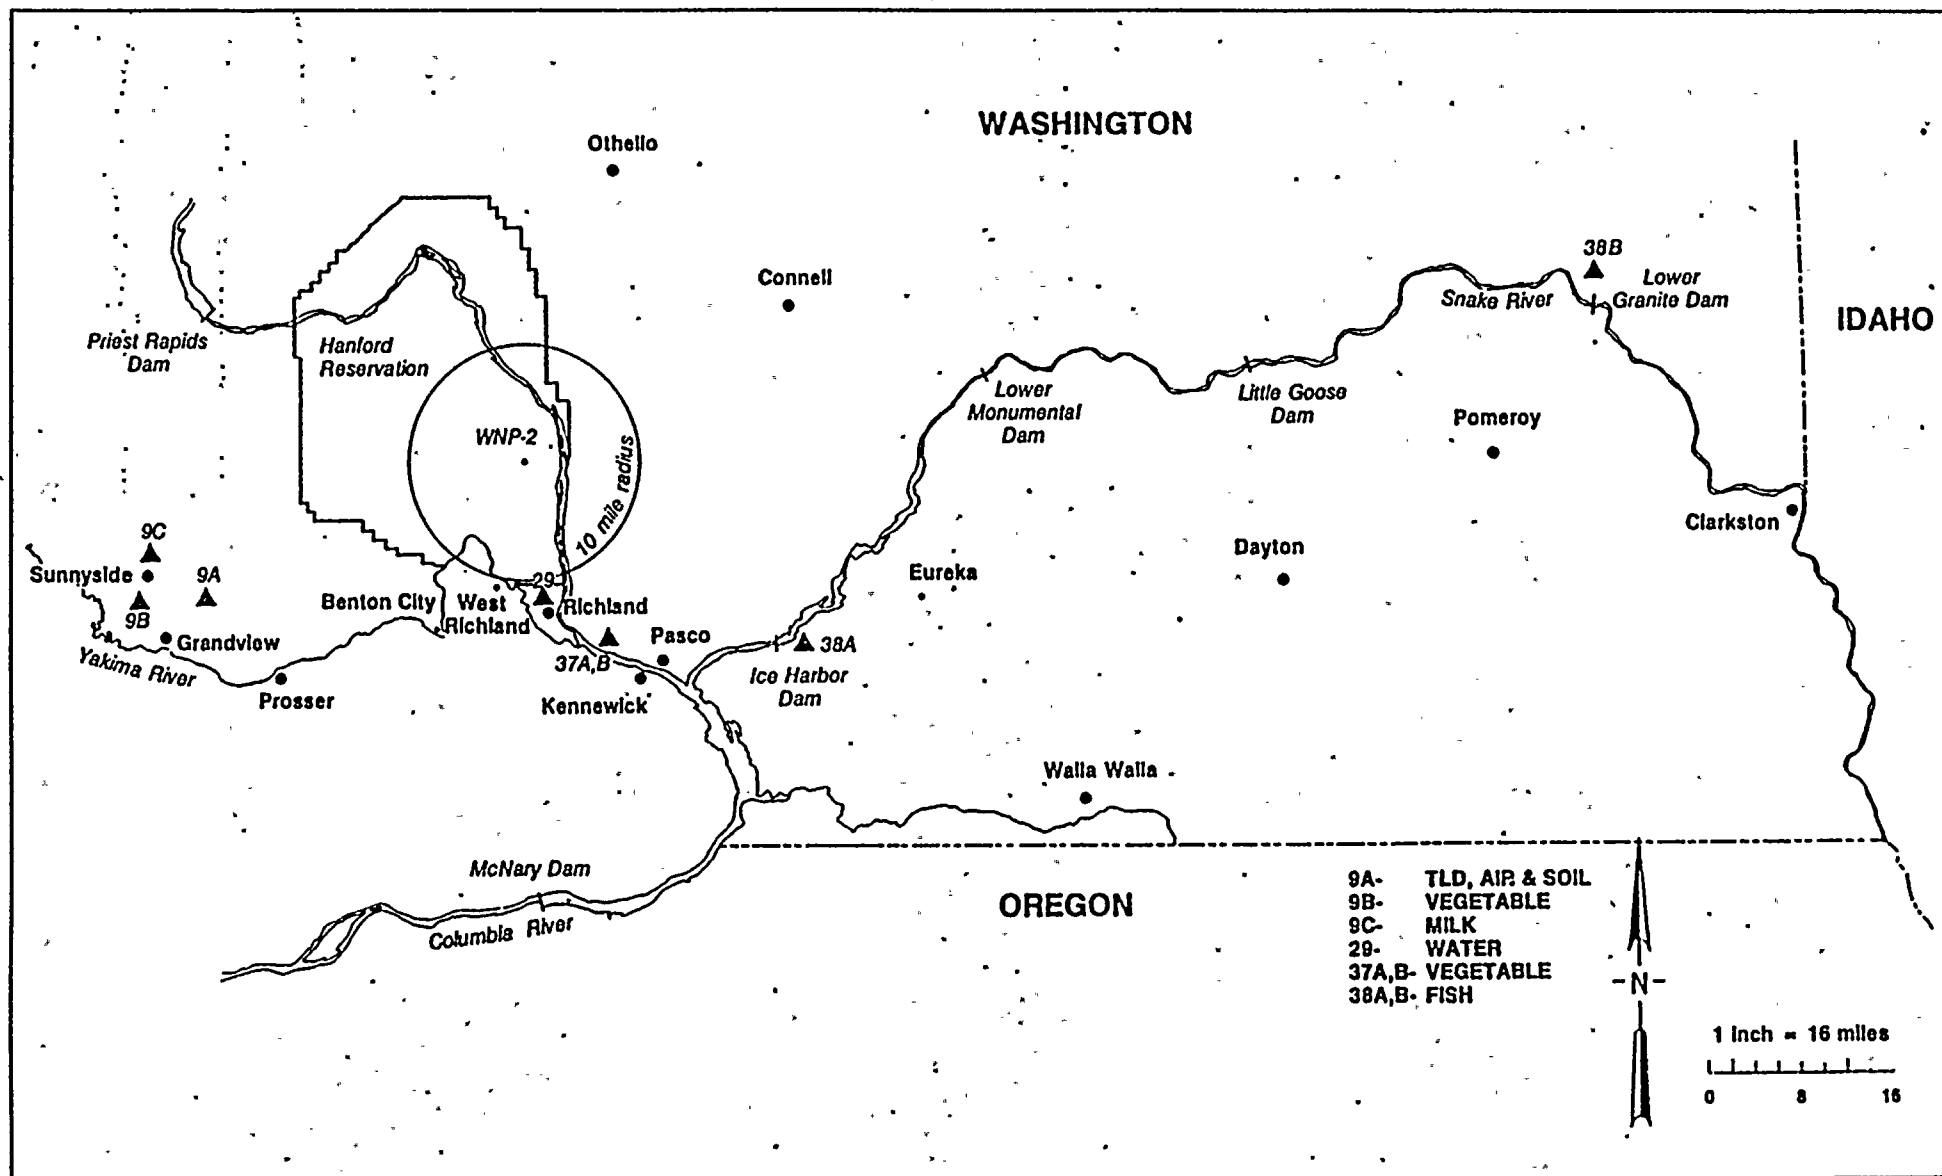 WASHINGTON
Othello
Connell
38B
Lower
Granite Dam
Snake River
IDAHO
Priest Rapids
Dam
Hanford
Reservation
Lower
Monumental
Dam
Little Goose
Dam
Pomeroy
WNP-2
10 mile radius
Clarkston
9C
Sunnyside
9A
9B
Grandview
Yakima River
Prosser
Benton City
West
Richland
29
Richland
37A,B
Pasco
Kennewick
38A
Ice Harbor
Dam
Eureka
Dayton
Walla Walla
McNary Dam
Columbia River
OREGON
9A- TLD, AIR & SOIL
9B- VEGETABLE
9C- MILK
29- WATER
37A,B- VEGETABLE
38A,B- FISH
-N-
1 Inch = 16 miles
0 8 16